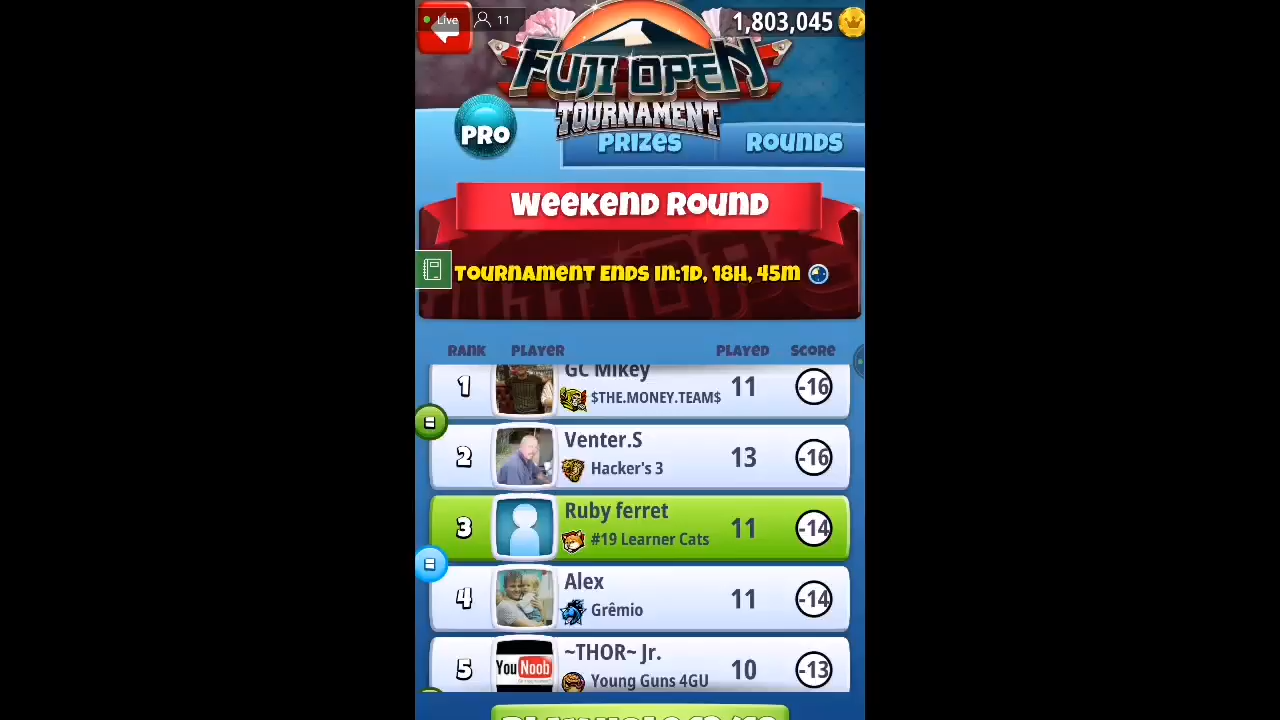 Live 11
1,803,045
FUJI OPEN
TOURNAMENT
PRO
PRIZES
ROUNDS
WEEKEND ROUND
TOURNAMENT ENDS IN:1D, 18H, 45M
RANK PLAYER PLAYED SCORE
1 GC Mikey 11 -16
$THE.MONEY.TEAM$
2 Venter.S 13 -16
Hacker's 3
3 Ruby ferret 11 -14
#19 Learner Cats
4 Alex 11 -14
Grêmio
5 ~THOR~ Jr. 10 -13
YouNoob
Young Guns 4GU